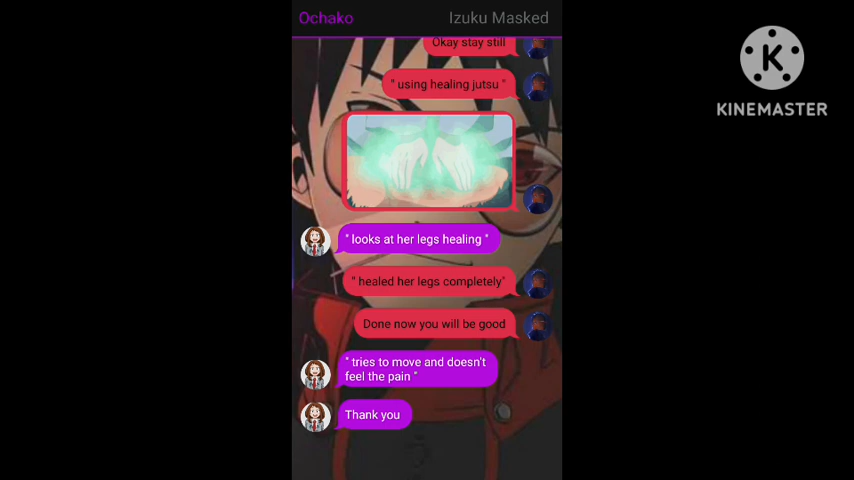 Ochako
Izuku Masked
Okay stay still
" using healing jutsu "
" looks at her legs healing "
" healed her legs completely"
Done now you will be good
" tries to move and doesn't
feel the pain "
Thank you
K
KINEMASTER